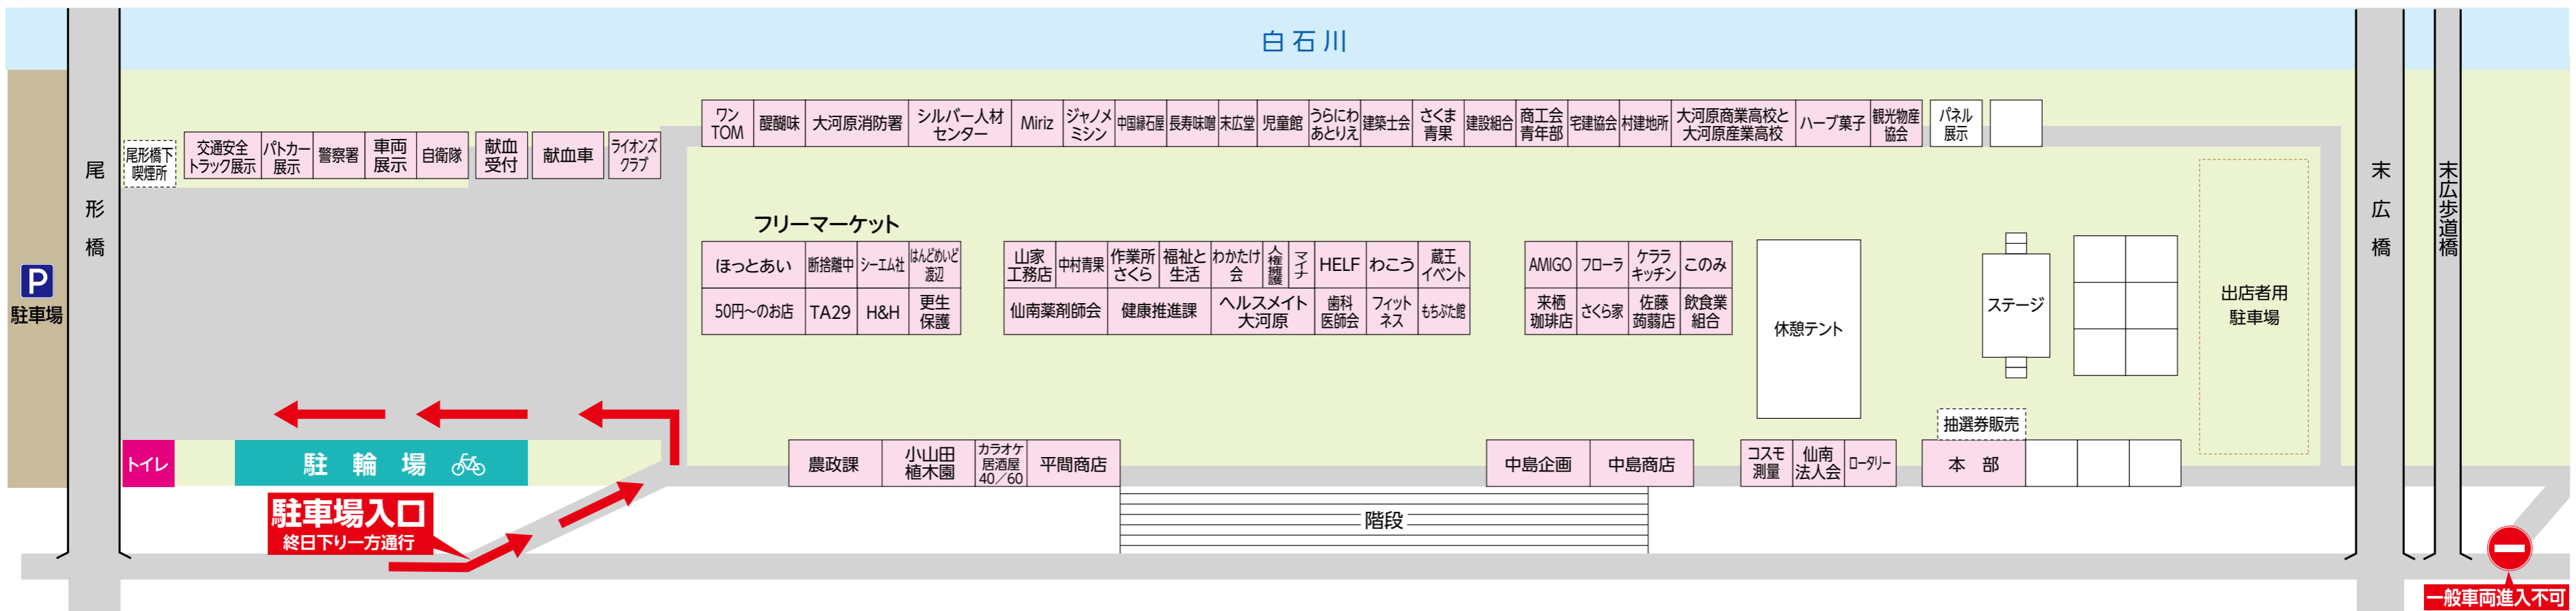 白石川
尾形橋
末広橋
末広歩道橋
P
駐車場
尾形橋下
喫煙所
交通安全
トラック展示
パトカー
展示
警察署
車両
展示
自衛隊
献血
受付
献血車
ライオンズ
クラブ
ワン
TOM
醍醐味
大河原消防署
シルバー人材
センター
Miriz
ジャノメ
ミシン
中国縁石屋
長寿味噌
末広堂
児童館
うらにわ
あとりえ
建築士会
さくま
青果
建設組合
商工会
青年部
宅建協会
村建地所
大河原商業高校と
大河原産業高校
ハーブ菓子
観光物産
協会
パネル
展示
フリーマーケット
ほっとあい
断捨離中
シーエム社
はんどめいど
渡辺
50円〜のお店
TA29
H&H
更生
保護
山家
工務店
中村青果
作業所
さくら
福祉と
生活
わかたけ
会
人権擁護
マイナ
HELF
わこう
蔵王
イベント
仙南薬剤師会
健康推進課
ヘルスメイト
大河原
歯科
医師会
フィット
ネス
もちぶた館
AMIGO
フローラ
ケララ
キッチン
このみ
来栖
珈琲店
さくら家
佐藤
蒟蒻店
飲食業
組合
休憩テント
ステージ
出店者用
駐車場
抽選券販売
トイレ
駐輪場
農政課
小山田
植木園
カラオケ
居酒屋
40/60
平間商店
中島企画
中島商店
コスモ
測量
仙南
法人会
ロータリー
本部
駐車場入口
終日下り一方通行
階段
一般車両進入不可